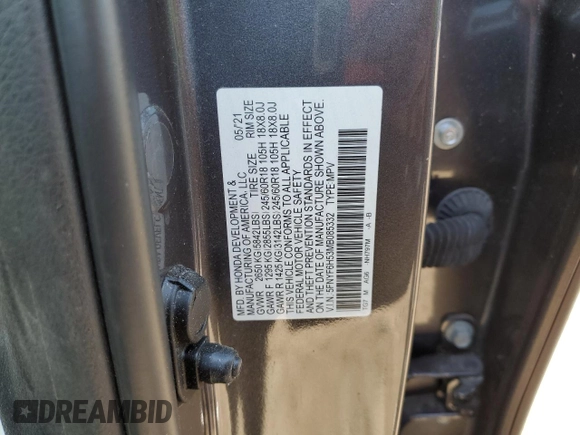 MFD. BY HONDA DEVELOPMENT & 05/21
MANUFACTURING OF AMERICA, LLC TIRE SIZE RIM SIZE
GVWR 2650 KG(5842LBS)
GAWR F 1295 KG(2855LBS) 245/60R18 105H 18X8.0J
GAWR R 1425 KG(3142LBS) 245/60R18 105H 18X8.0J
THIS VEHICLE CONFORMS TO ALL APPLICABLE
FEDERAL MOTOR VEHICLE SAFETY
AND THEFT PREVENTION STANDARDS IN EFFECT
ON THE DATE OF MANUFACTURE SHOWN ABOVE.
V.I.N. 5FNYF6H53MB085332 TYPE:MPV
NH797M -A -B
DREAMBID